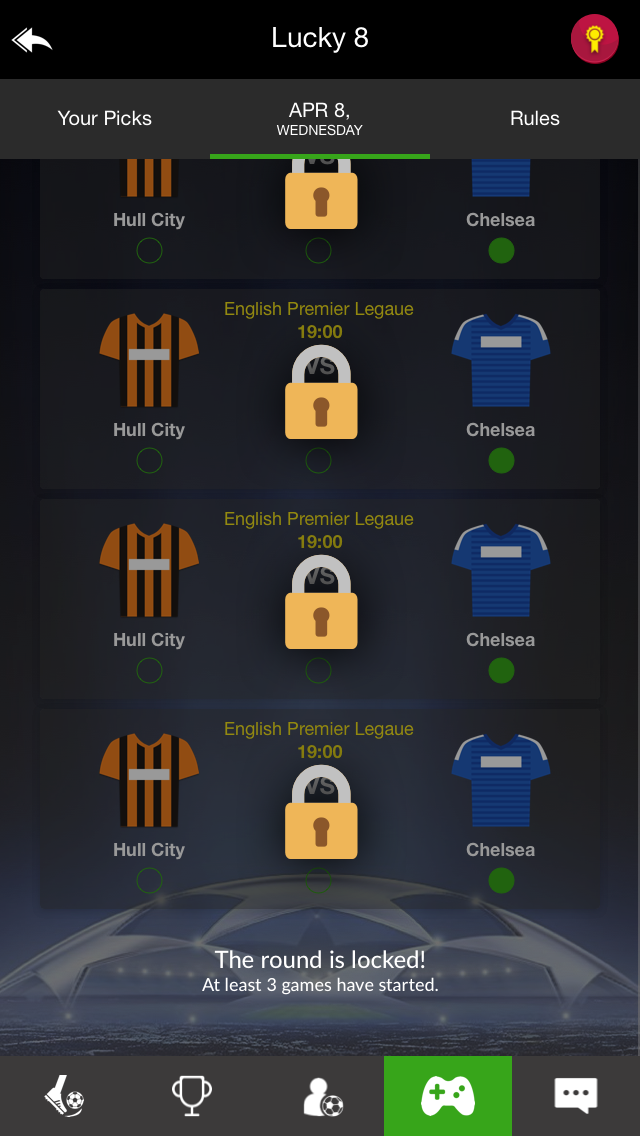 Lucky 8
Your Picks
APR 8,
WEDNESDAY
Rules
VS
Hull City
Chelsea
English Premier Legaue
19:00
VS
Hull City
Chelsea
English Premier Legaue
19:00
VS
Hull City
Chelsea
English Premier Legaue
19:00
VS
Hull City
Chelsea
The round is locked!
At least 3 games have started.